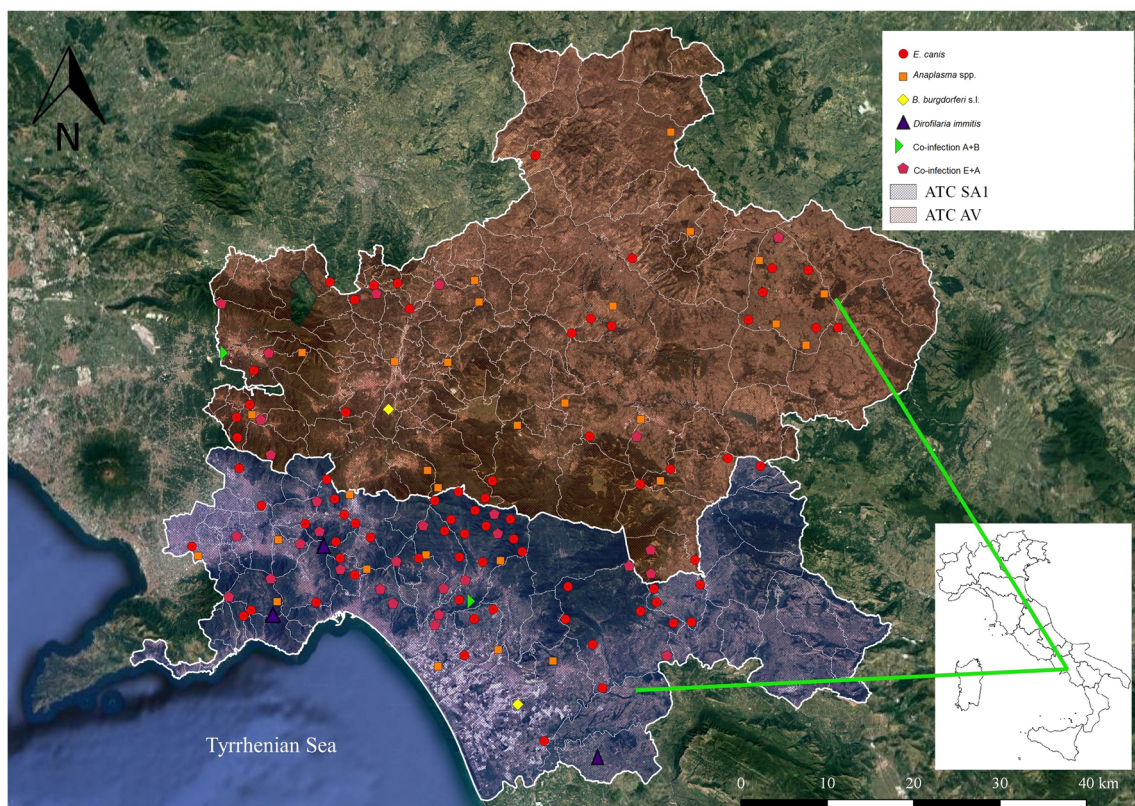 N
E. canis
Anaplasma spp.
B. burgdorferi s.l.
Dirofilaria immitis
Co-infection A+B
Co-infection E+A
ATC SA1
ATC AV
Tyrrhenian Sea
0 10 20 30 40 km